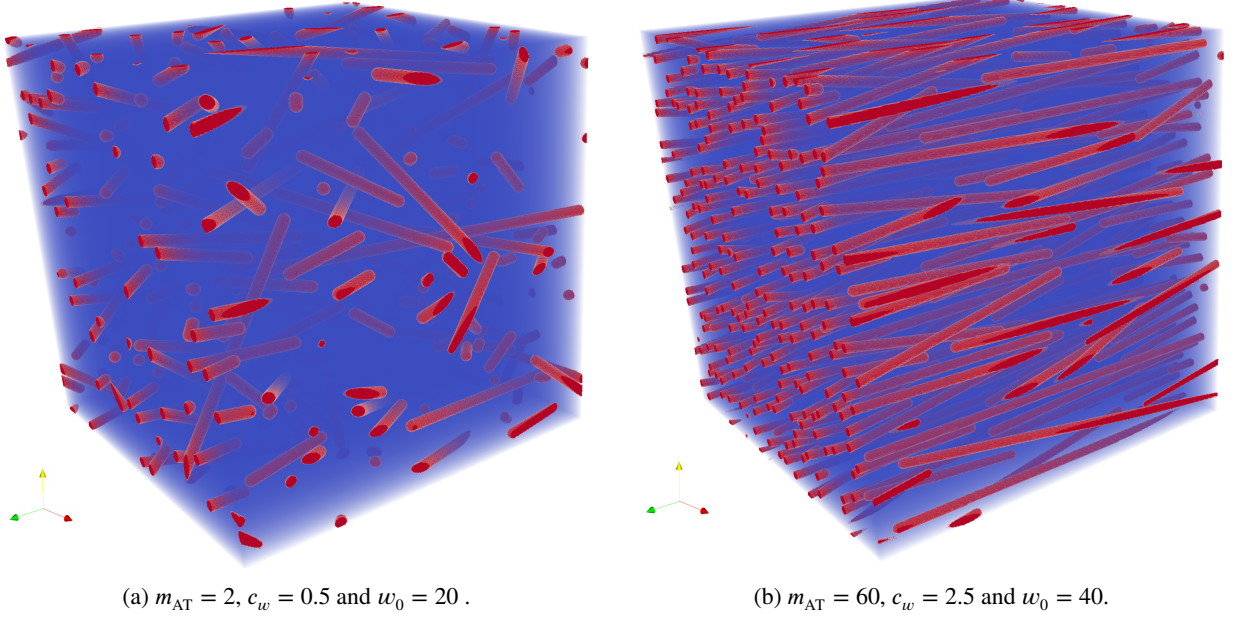 (a) m_AT = 2, c_w = 0.5 and w_0 = 20 .
(b) m_AT = 60, c_w = 2.5 and w_0 = 40.